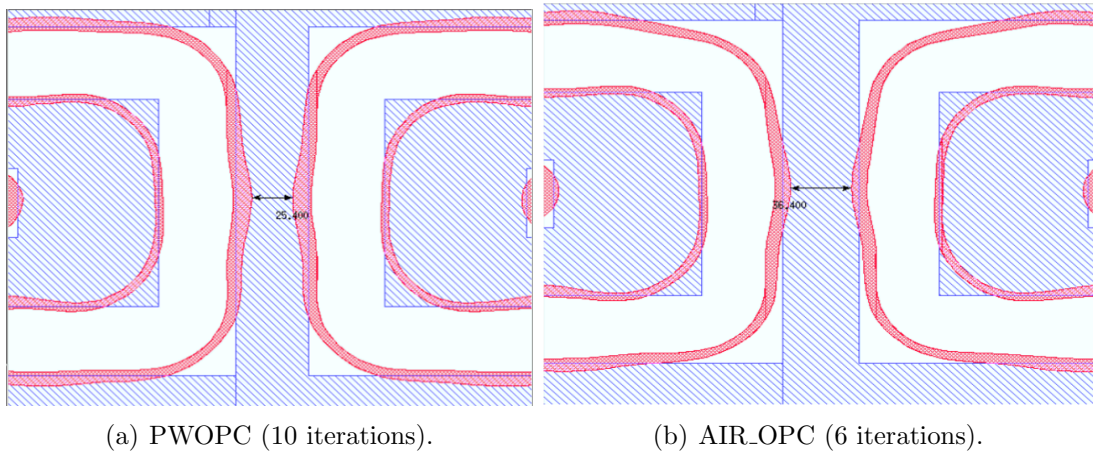 25.400
36.400
(a) PWOPC (10 iterations).
(b) AIR_OPC (6 iterations).